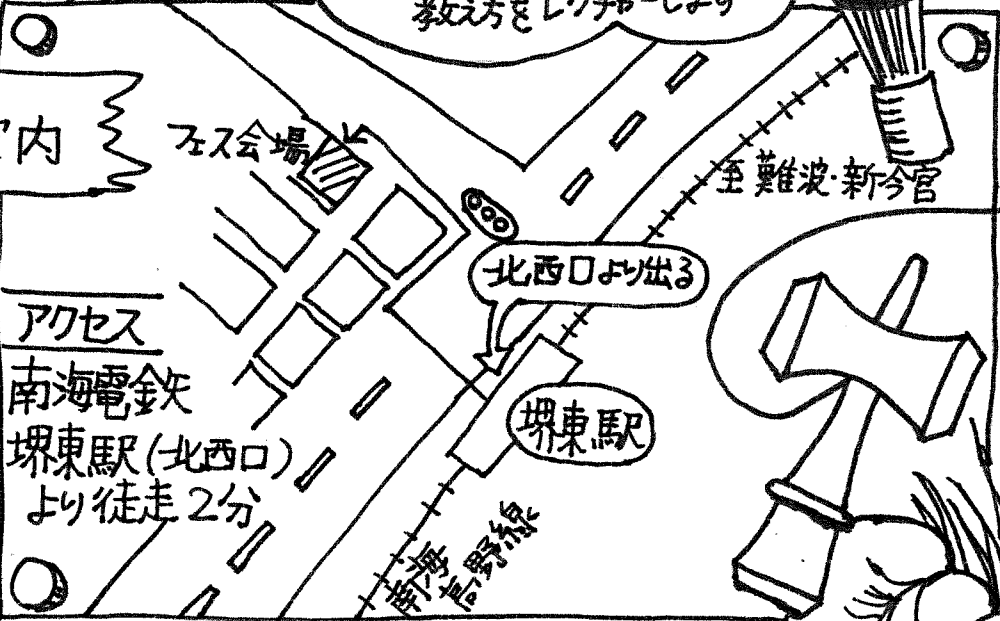 教え方をレクチャーします
内
フェス会場
至難波・新今宮
北西口より出る
アクセス
南海電鉄
堺東駅(北西口)
より徒走2分
堺東駅
南海
高野線